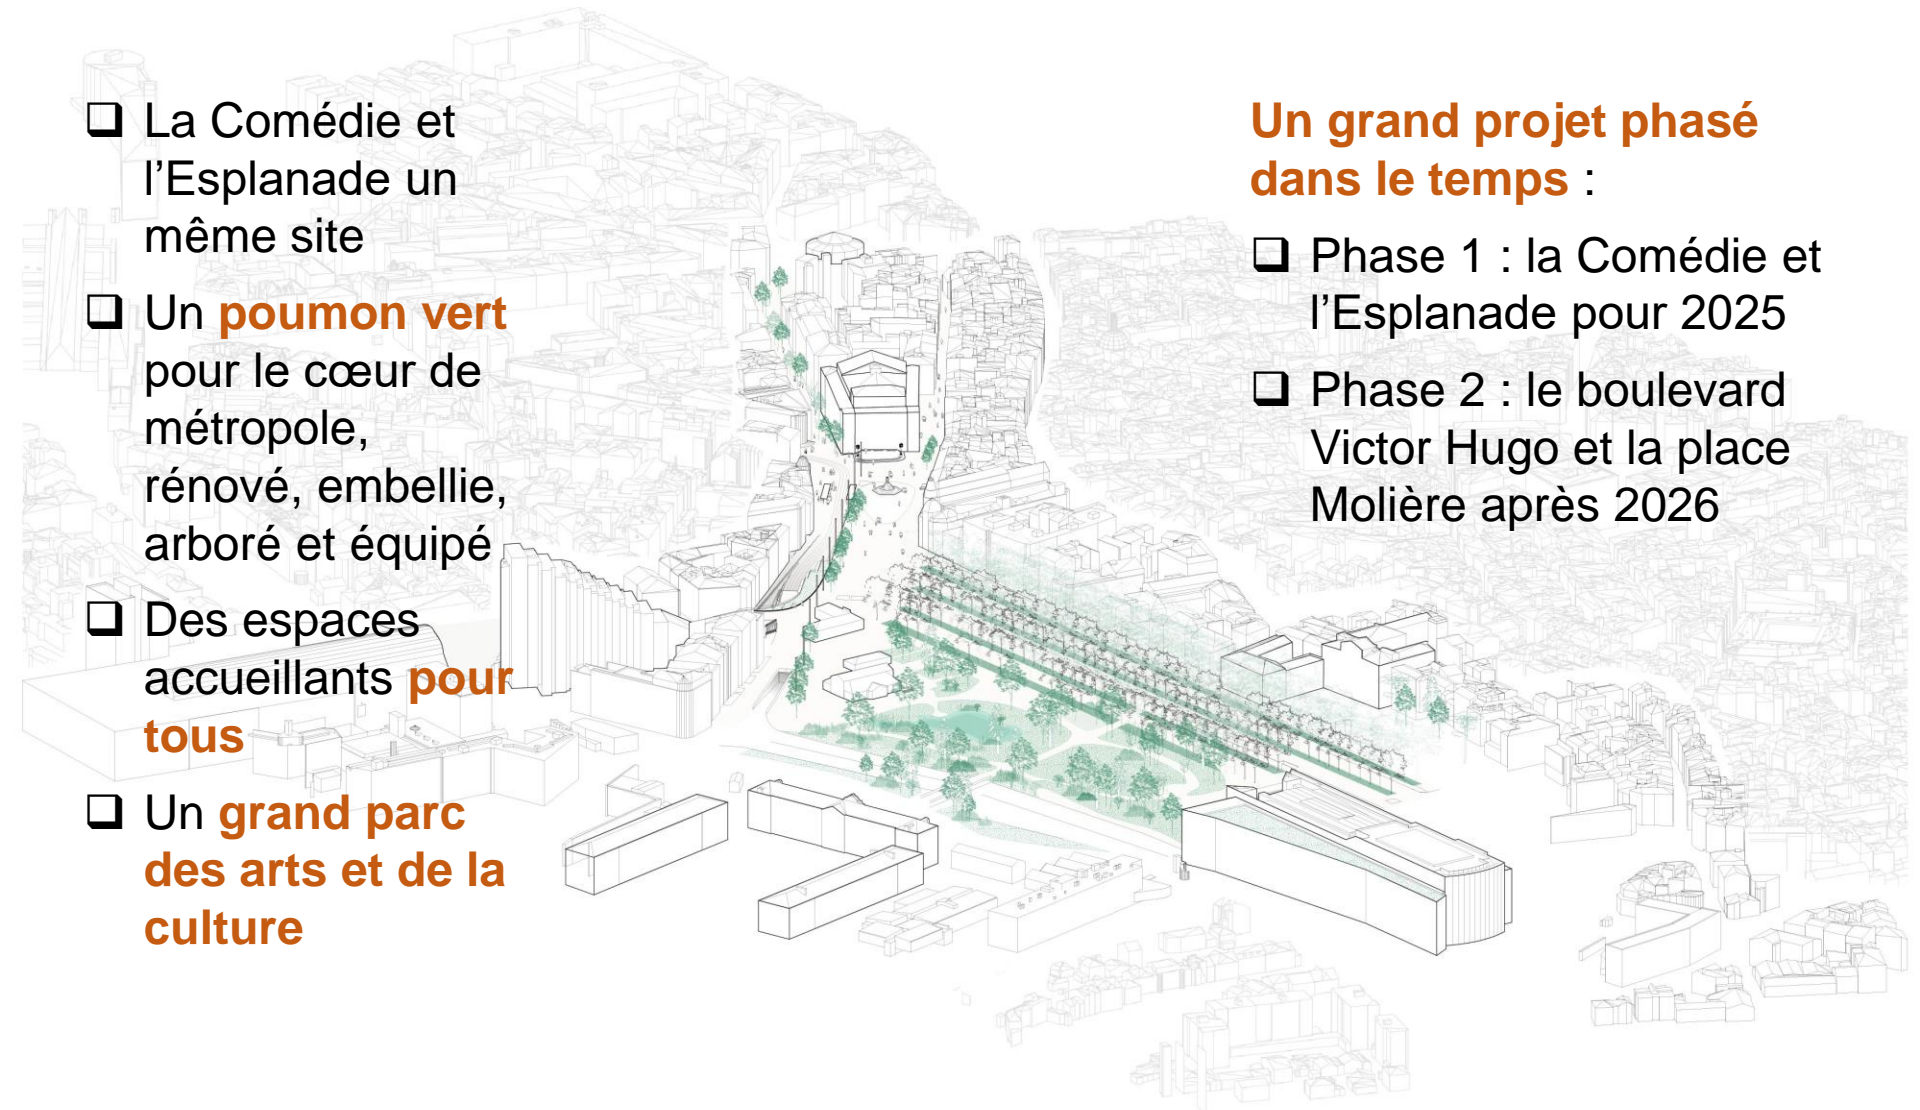 La Comédie et
l’Esplanade un
même site
Un poumon vert
pour le cœur de
métropole,
rénové, embellie,
arboré et équipé
Des espaces
accueillants pour
tous
Un grand parc
des arts et de la
culture
Un grand projet phasé
dans le temps :
Phase 1 : la Comédie et
l’Esplanade pour 2025
Phase 2 : le boulevard
Victor Hugo et la place
Molière après 2026